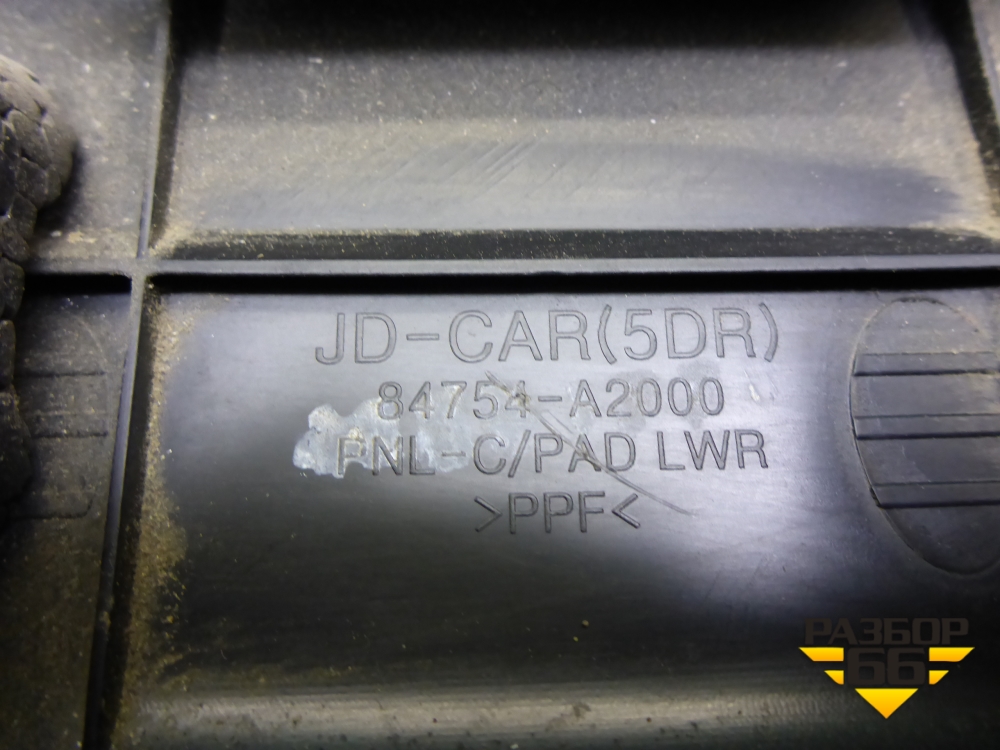 JD-CAR(5DR)
84754-A2000
PNL-C/PAD LWR
>PPF<
РАЗБОР
66